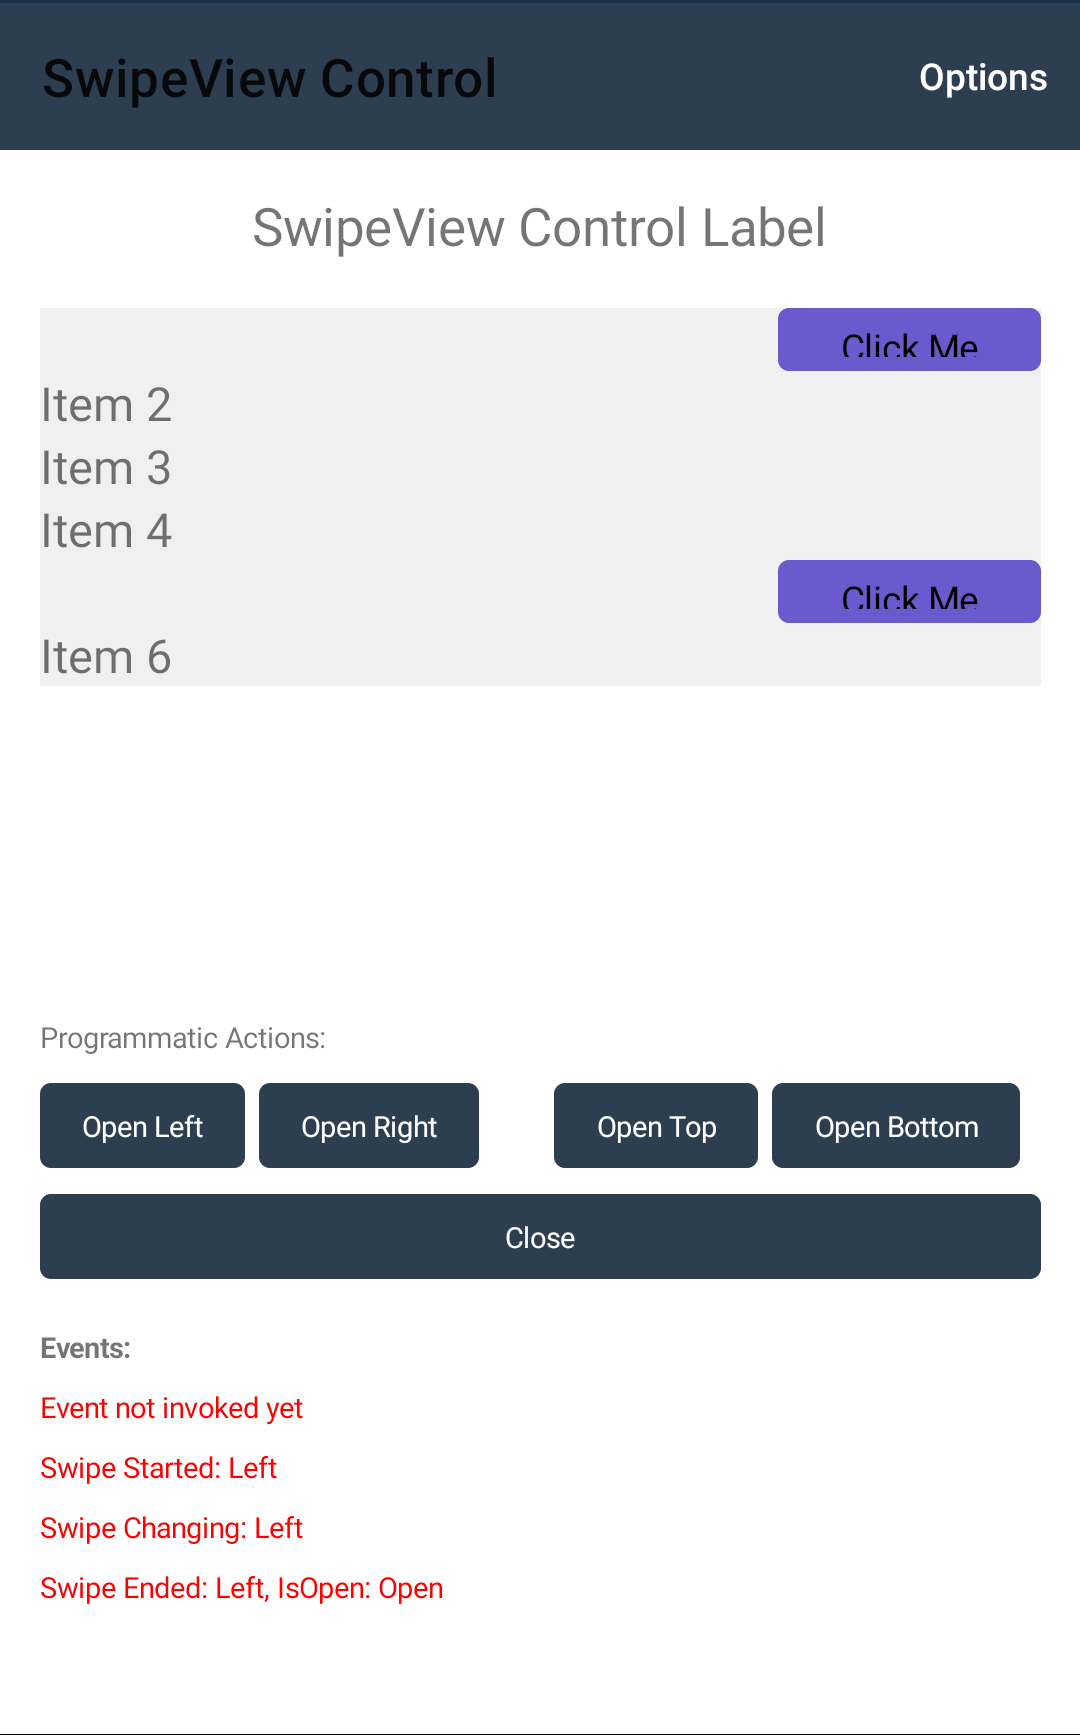 SwipeView Control
Options
SwipeView Control Label
Click Me
Item 2
Item 3
Item 4
Click Me
Item 6
Programmatic Actions:
Open Left
Open Right
Open Top
Open Bottom
Close
Events:
Event not invoked yet
Swipe Started: Left
Swipe Changing: Left
Swipe Ended: Left, IsOpen: Open